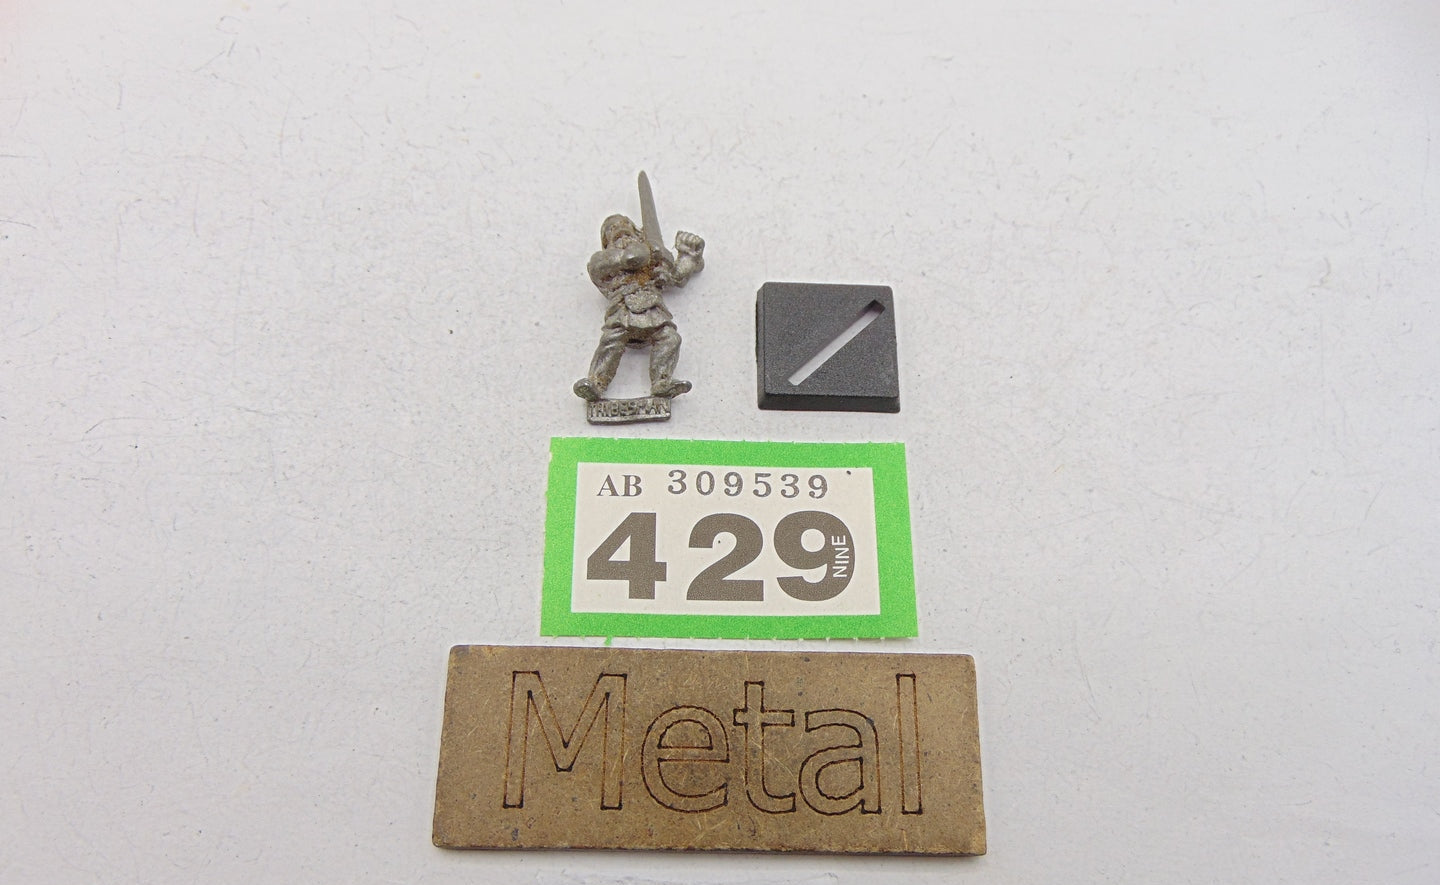 TRIBESMAN
AB 309539
429
NINE
Metal